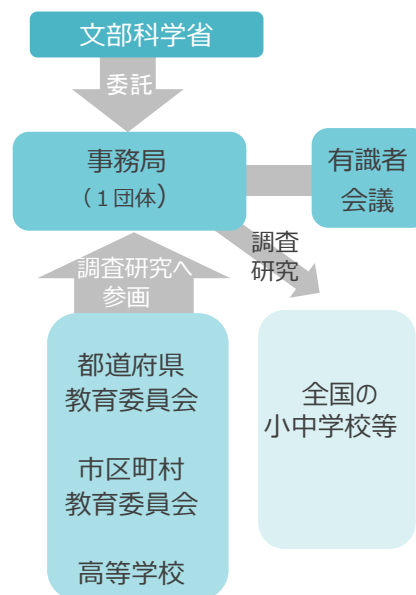 文部科学省
委託
事務局
（１団体）
有識者
会議
調査
研究
調査研究へ
参画
都道府県
教育委員会
市区町村
教育委員会
高等学校
全国の
小中学校等